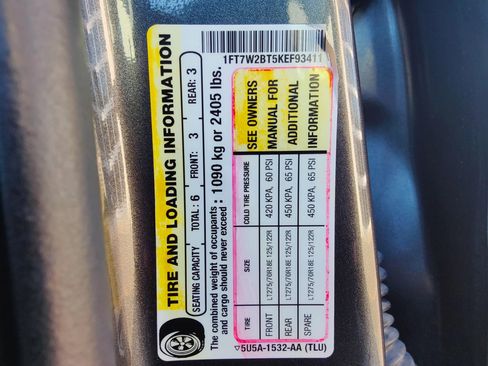 TIRE AND LOADING INFORMATION
SEATING CAPACITY TOTAL: 6 FRONT: 3 REAR: 3
The combined weight of occupants : 1090 kg or 2405 lbs.
and cargo should never exceed
TIRE SIZE COLD TIRE PRESSURE SEE OWNERS
FRONT LT275/70R18E 125/122R 420 KPA, 60 PSI MANUAL FOR
REAR LT275/70R18E 125/122R 450 KPA, 65 PSI ADDITIONAL
SPARE LT275/70R18E 125/122R 450 KPA, 65 PSI INFORMATION
5U5A-1532-AA (TLU)
1FT7W2BT5KEF93411